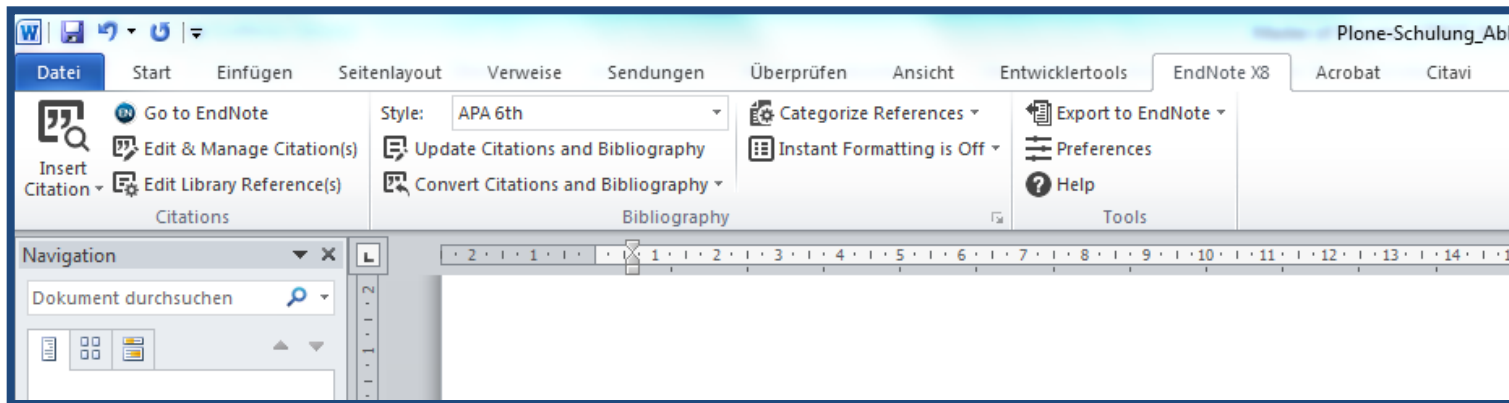 Plone-Schulung_Abl
Datei Start Einfügen Seitenlayout Verweise Sendungen Überprüfen Ansicht Entwicklertools EndNote X8 Acrobat Citavi
Insert Citation
Go to EndNote
Edit & Manage Citation(s)
Edit Library Reference(s)
Citations
Style: APA 6th
Update Citations and Bibliography
Convert Citations and Bibliography
Categorize References
Instant Formatting is Off
Bibliography
Export to EndNote
Preferences
Help
Tools
Navigation
Dokument durchsuchen
2 1 1 2 3 4 5 6 7 8 9 10 11 12 13 14
2
1